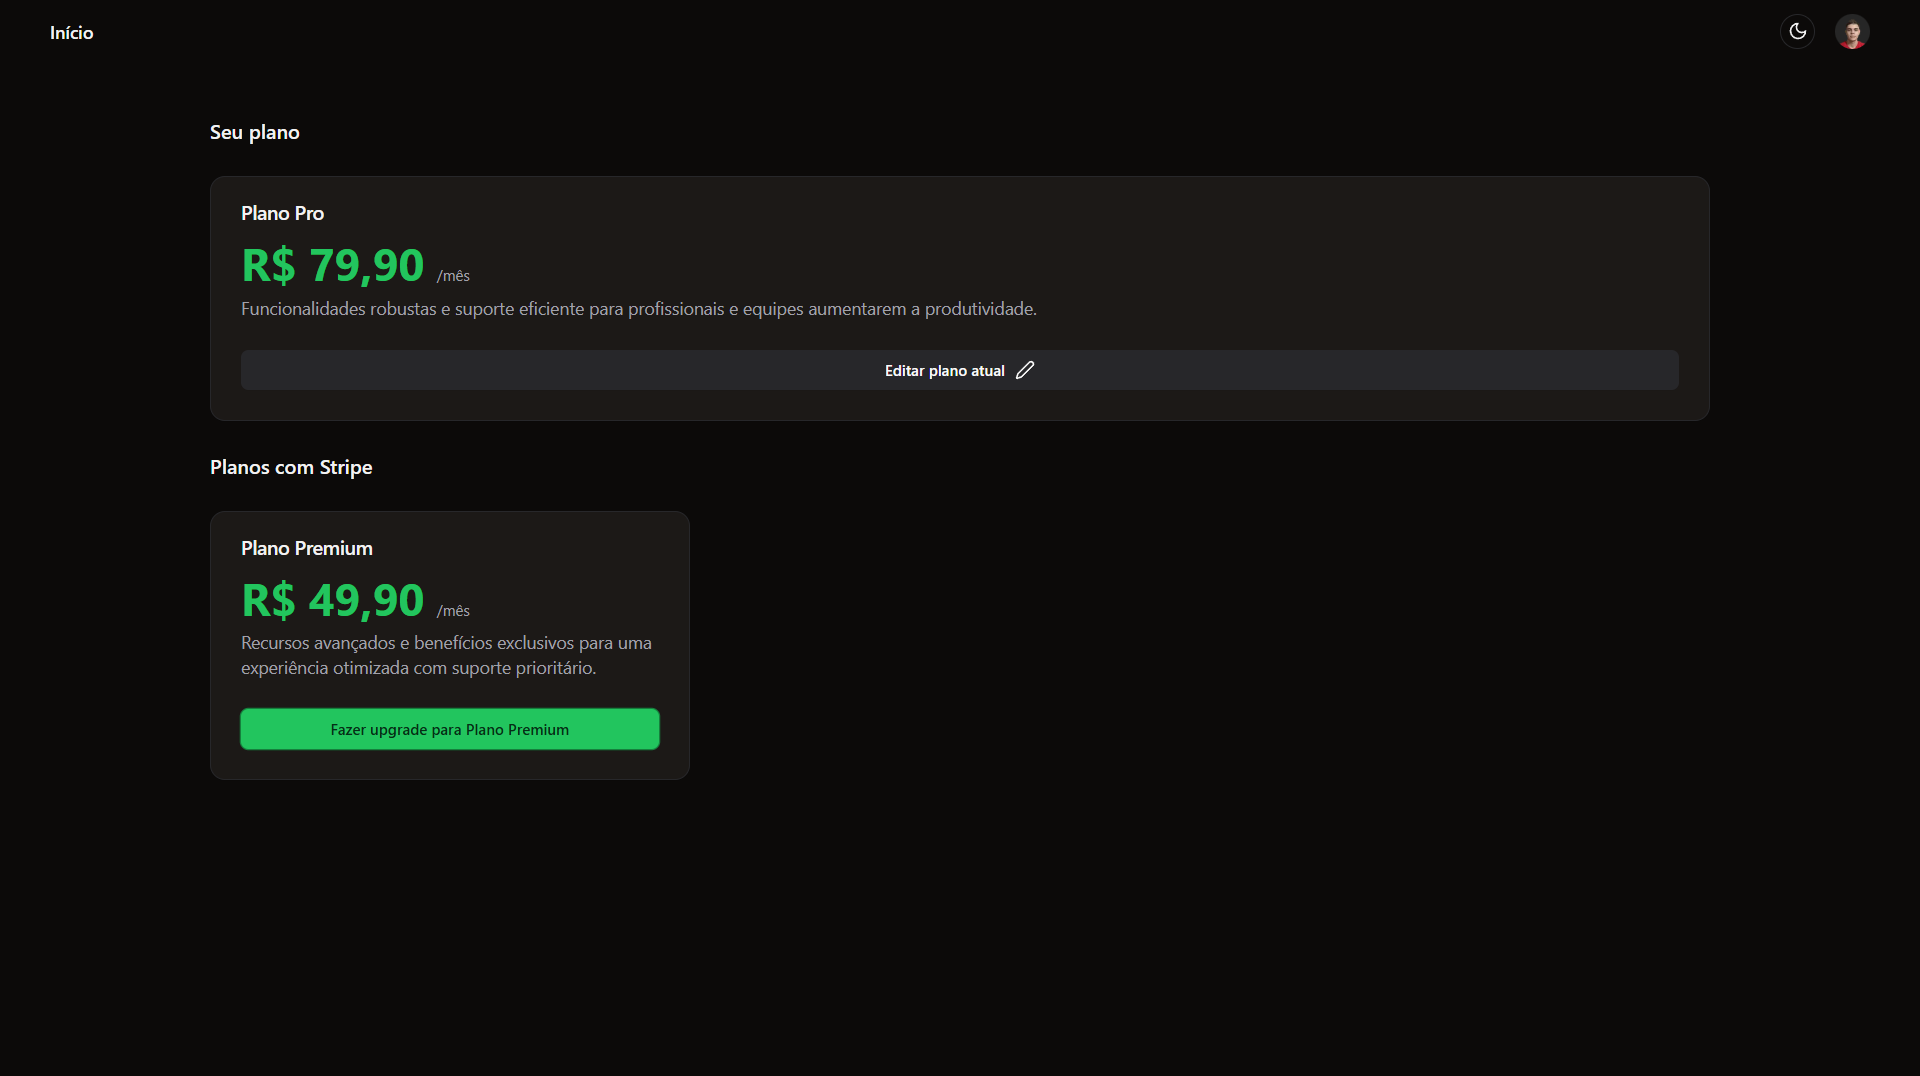 Início
Seu plano
Plano Pro
R$ 79,90 /mês
Funcionalidades robustas e suporte eficiente para profissionais e equipes aumentarem a produtividade.
Editar plano atual
Planos com Stripe
Plano Premium
R$ 49,90 /mês
Recursos avançados e benefícios exclusivos para uma
experiência otimizada com suporte prioritário.
Fazer upgrade para Plano Premium